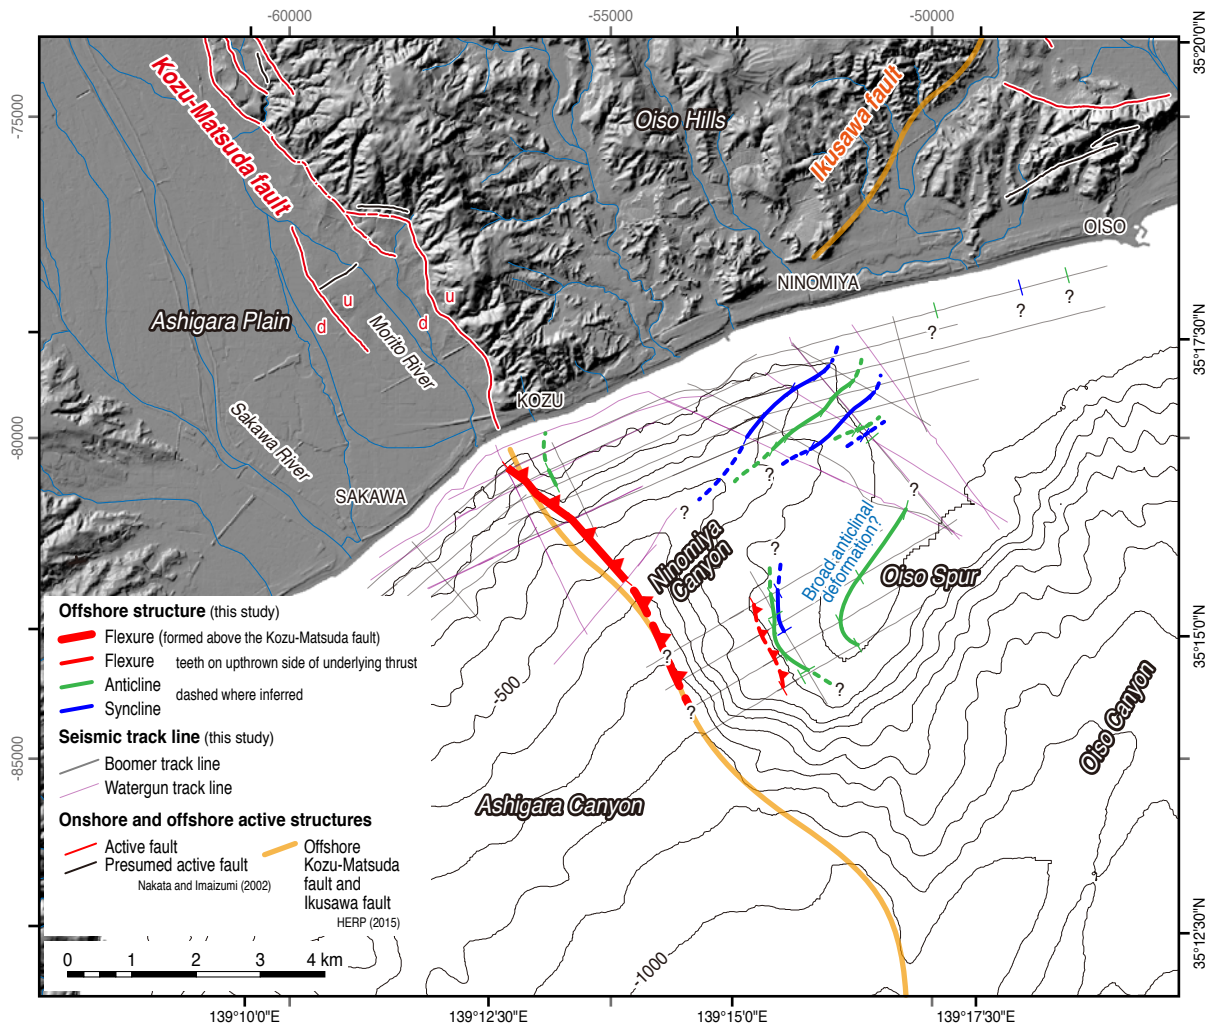 -60000
-55000
-50000
35°20'0"N
35°17'30"N
35°15'0"N
35°12'30"N
-75000
-80000
-85000
Kozu-Matsuda fault
Oiso Hills
Ikusawa fault
OISO
NINOMIYA
Ashigara Plain
u
d
u
d
Morito River
KOZU
Sakawa River
SAKAWA
?
?
?
?
?
?
?
?
?
?
?
Ninomiya
Canyon
Broad anticlinal
deformation?
Oiso Spur
Oiso Canyon
Ashigara Canyon
-500
-1000
Offshore structure (this study)
Flexure (formed above the Kozu-Matsuda fault)
Flexure teeth on upthrown side of underlying thrust
Anticline
dashed where inferred
Syncline
Seismic track line (this study)
Boomer track line
Watergun track line
Onshore and offshore active structures
Active fault
Presumed active fault
Nakata and Imaizumi (2002)
Offshore
Kozu-Matsuda
fault and
Ikusawa fault
HERP (2015)
0 1 2 3 4 km
139°10'0"E
139°12'30"E
139°15'0"E
139°17'30"E